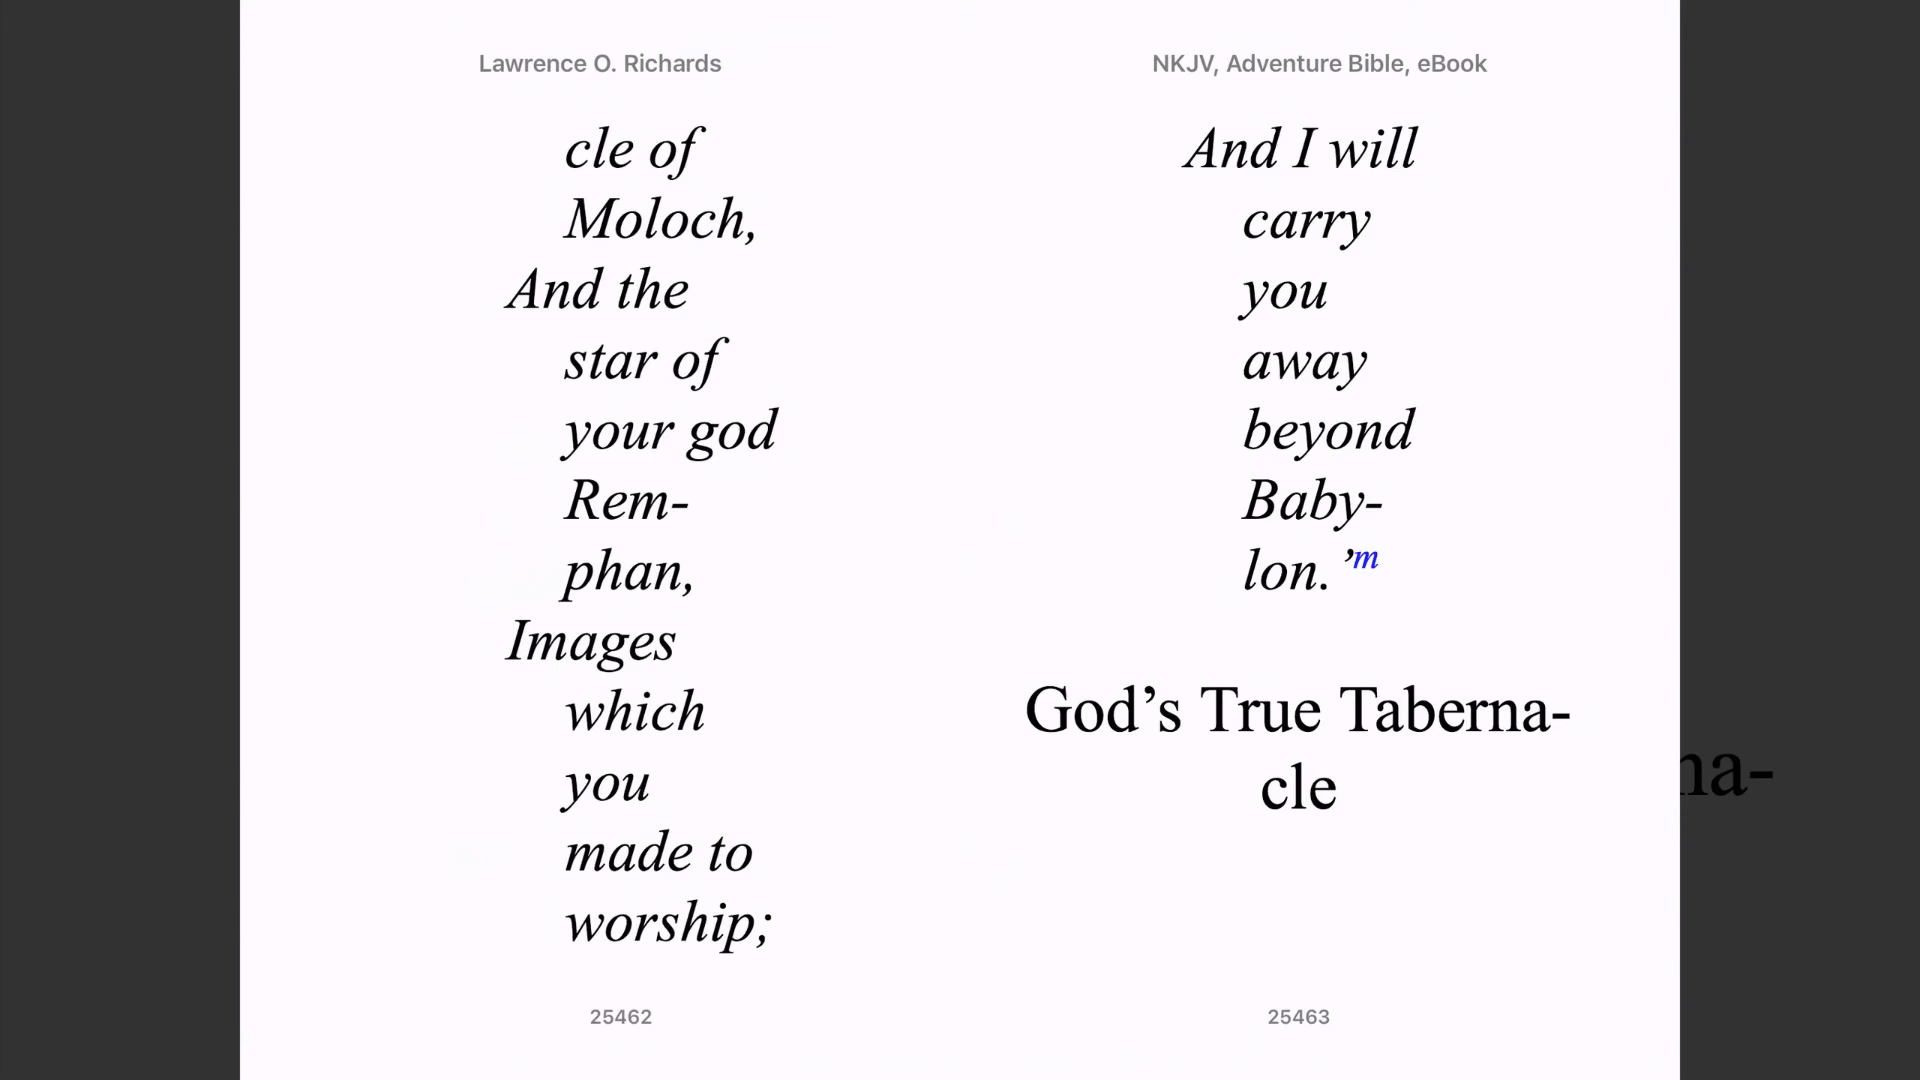 Lawrence O. Richards
cle of
Moloch,
And the
star of
your god
Rem-
phan,
Images
which
you
made to
worship;
25462
NKJV, Adventure Bible, eBook
And I will
carry
you
away
beyond
Baby-
lon.’m
God’s True Taberna-
cle
25463
na-